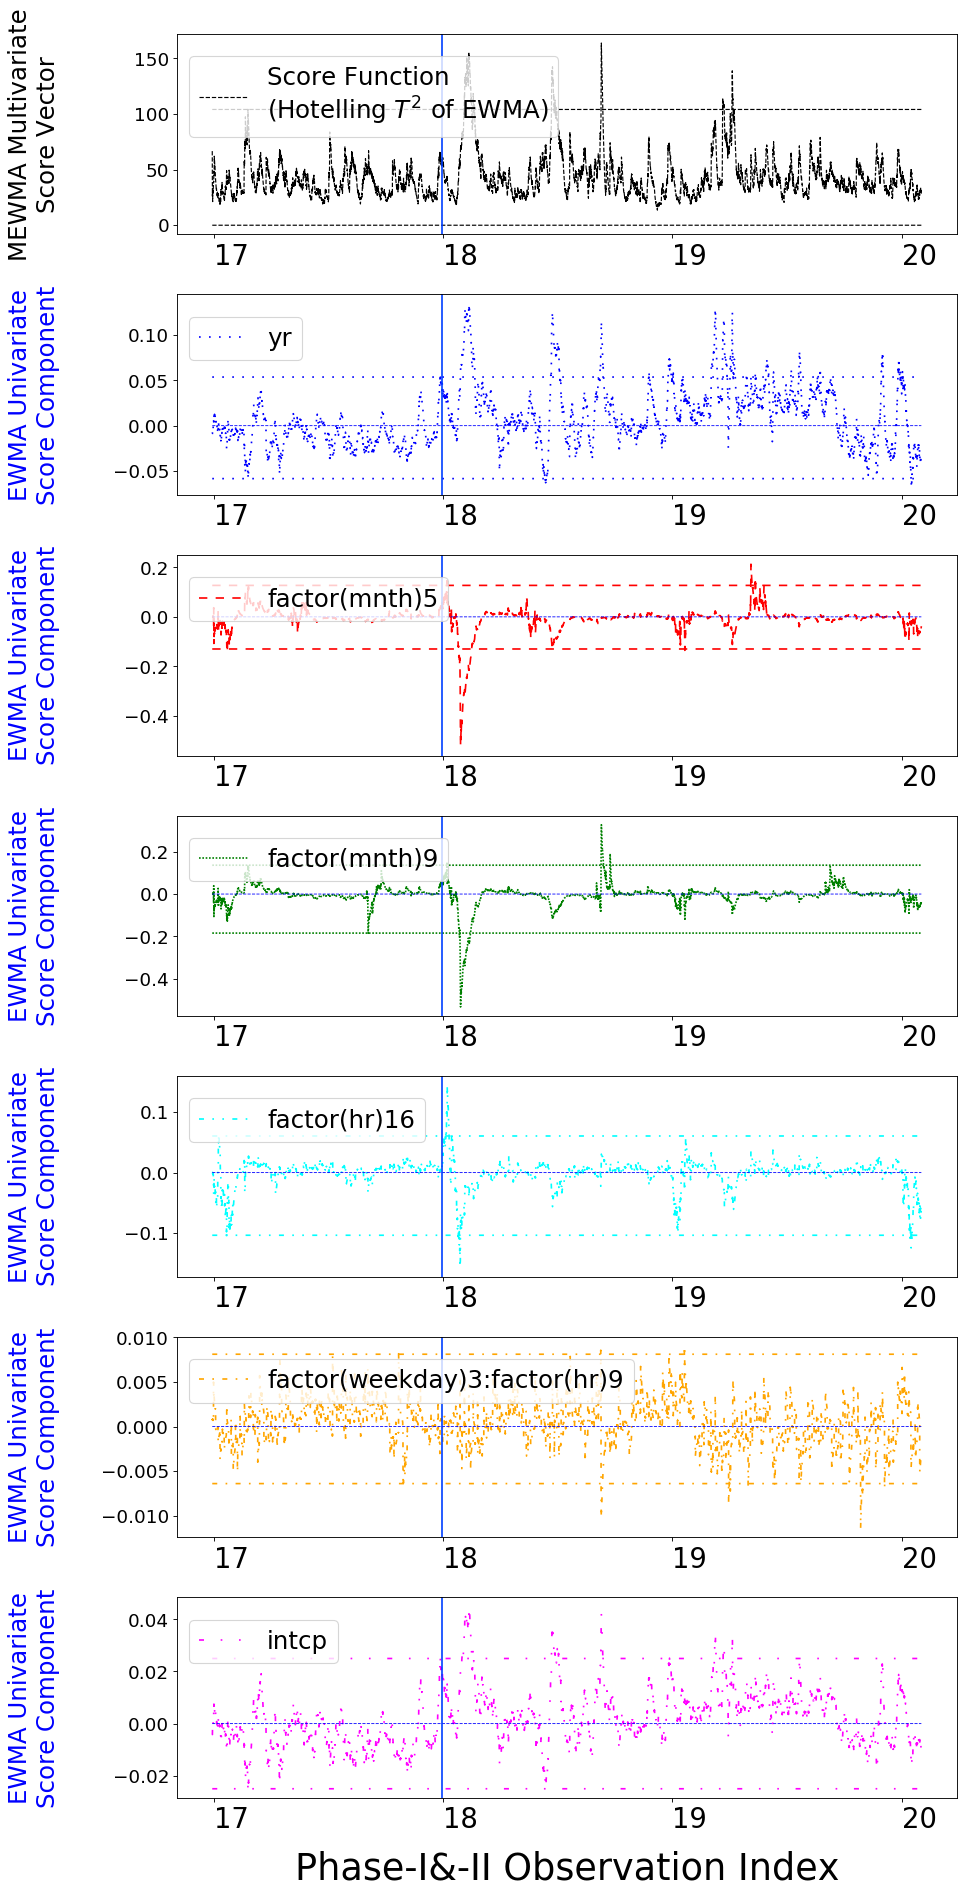 MEWMA Multivariate
Score Vector
150
100
50
0
Score Function
(Hotelling $T^2$ of EWMA)
17 18 19 20
EWMA Univariate
Score Component
0.10
0.05
0.00
−0.05
yr
17 18 19 20
EWMA Univariate
Score Component
0.2
0.0
−0.2
−0.4
factor(mnth)5
17 18 19 20
EWMA Univariate
Score Component
0.2
0.0
−0.2
−0.4
factor(mnth)9
17 18 19 20
EWMA Univariate
Score Component
0.1
0.0
−0.1
factor(hr)16
17 18 19 20
EWMA Univariate
Score Component
0.010
0.005
0.000
−0.005
−0.010
factor(weekday)3:factor(hr)9
17 18 19 20
EWMA Univariate
Score Component
0.04
0.02
0.00
−0.02
intcp
17 18 19 20
Phase-I&-II Observation Index